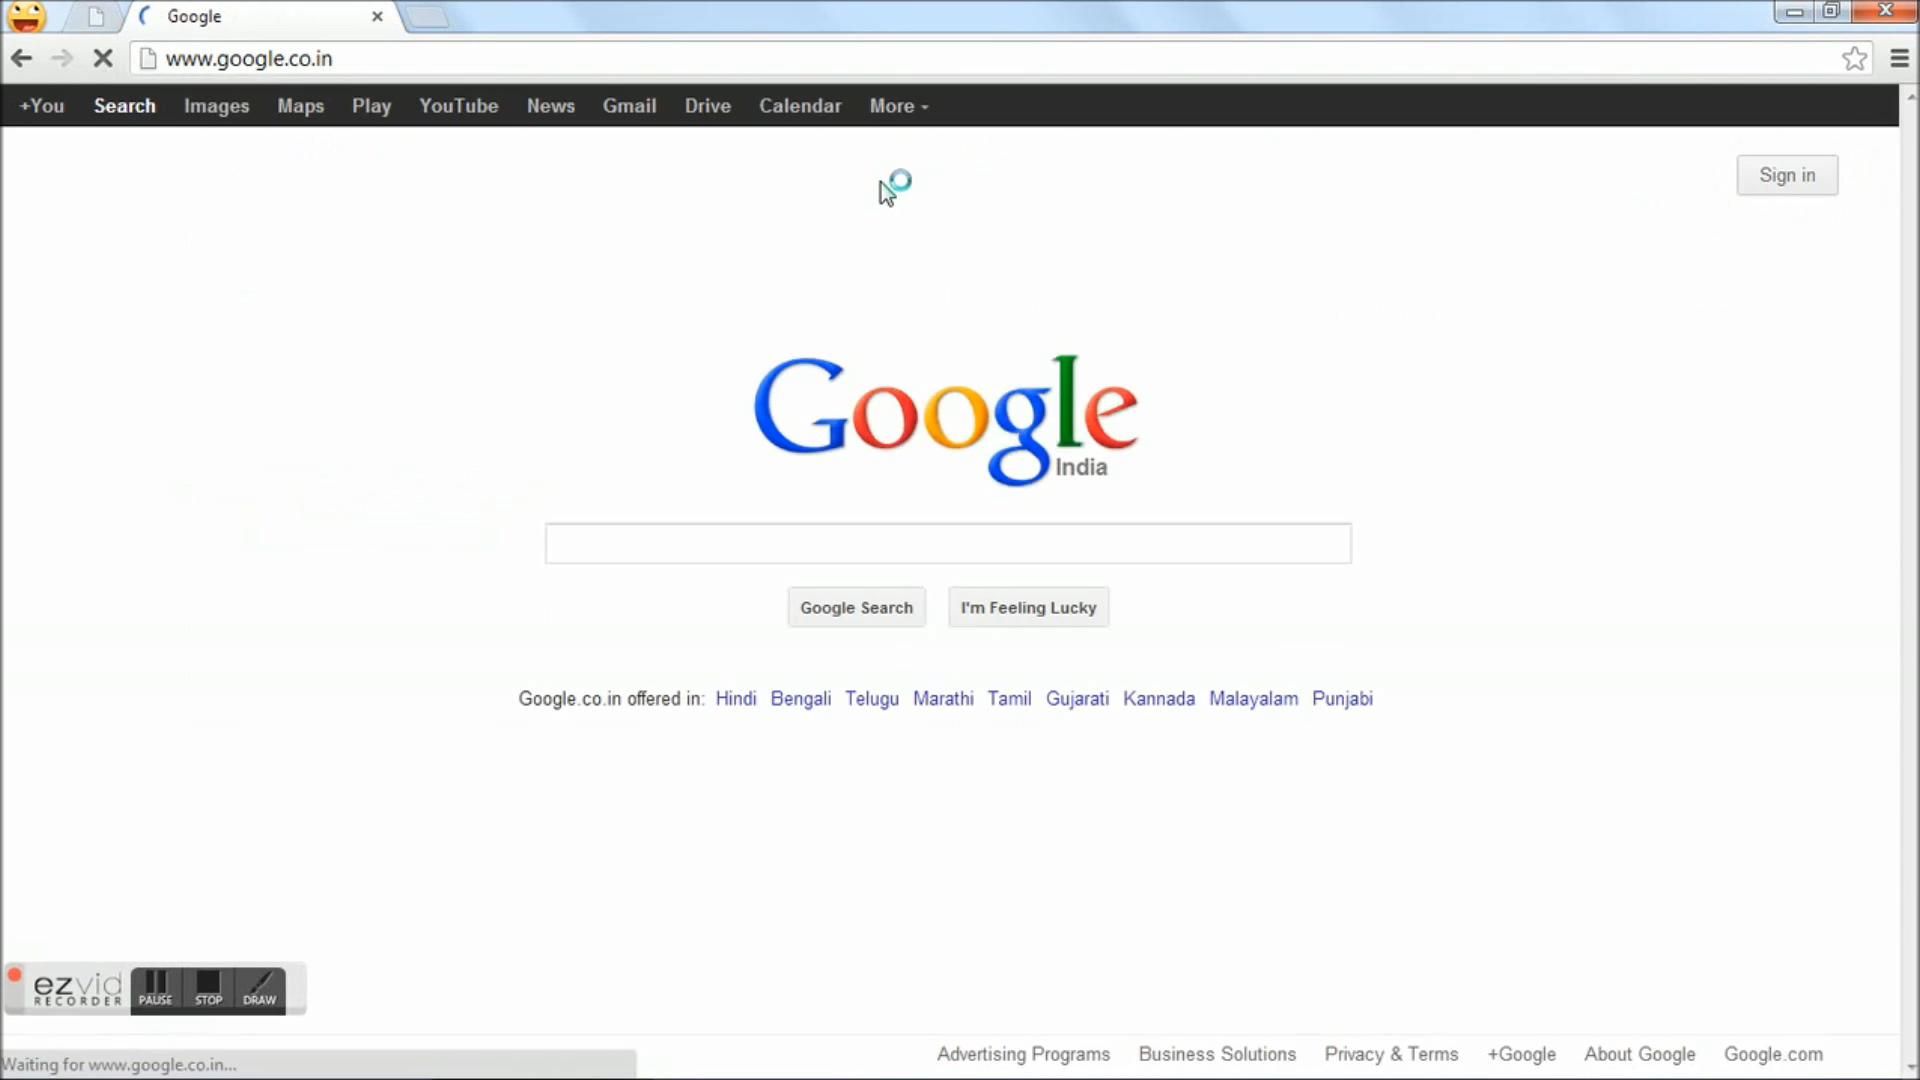 Google
www.google.co.in
+You Search Images Maps Play YouTube News Gmail Drive Calendar More
Sign in
Google
India
Google Search I'm Feeling Lucky
Google.co.in offered in: Hindi Bengali Telugu Marathi Tamil Gujarati Kannada Malayalam Punjabi
ezvid
RECORDER
PAUSE STOP DRAW
Advertising Programs Business Solutions Privacy & Terms +Google About Google Google.com
Waiting for www.google.co.in...